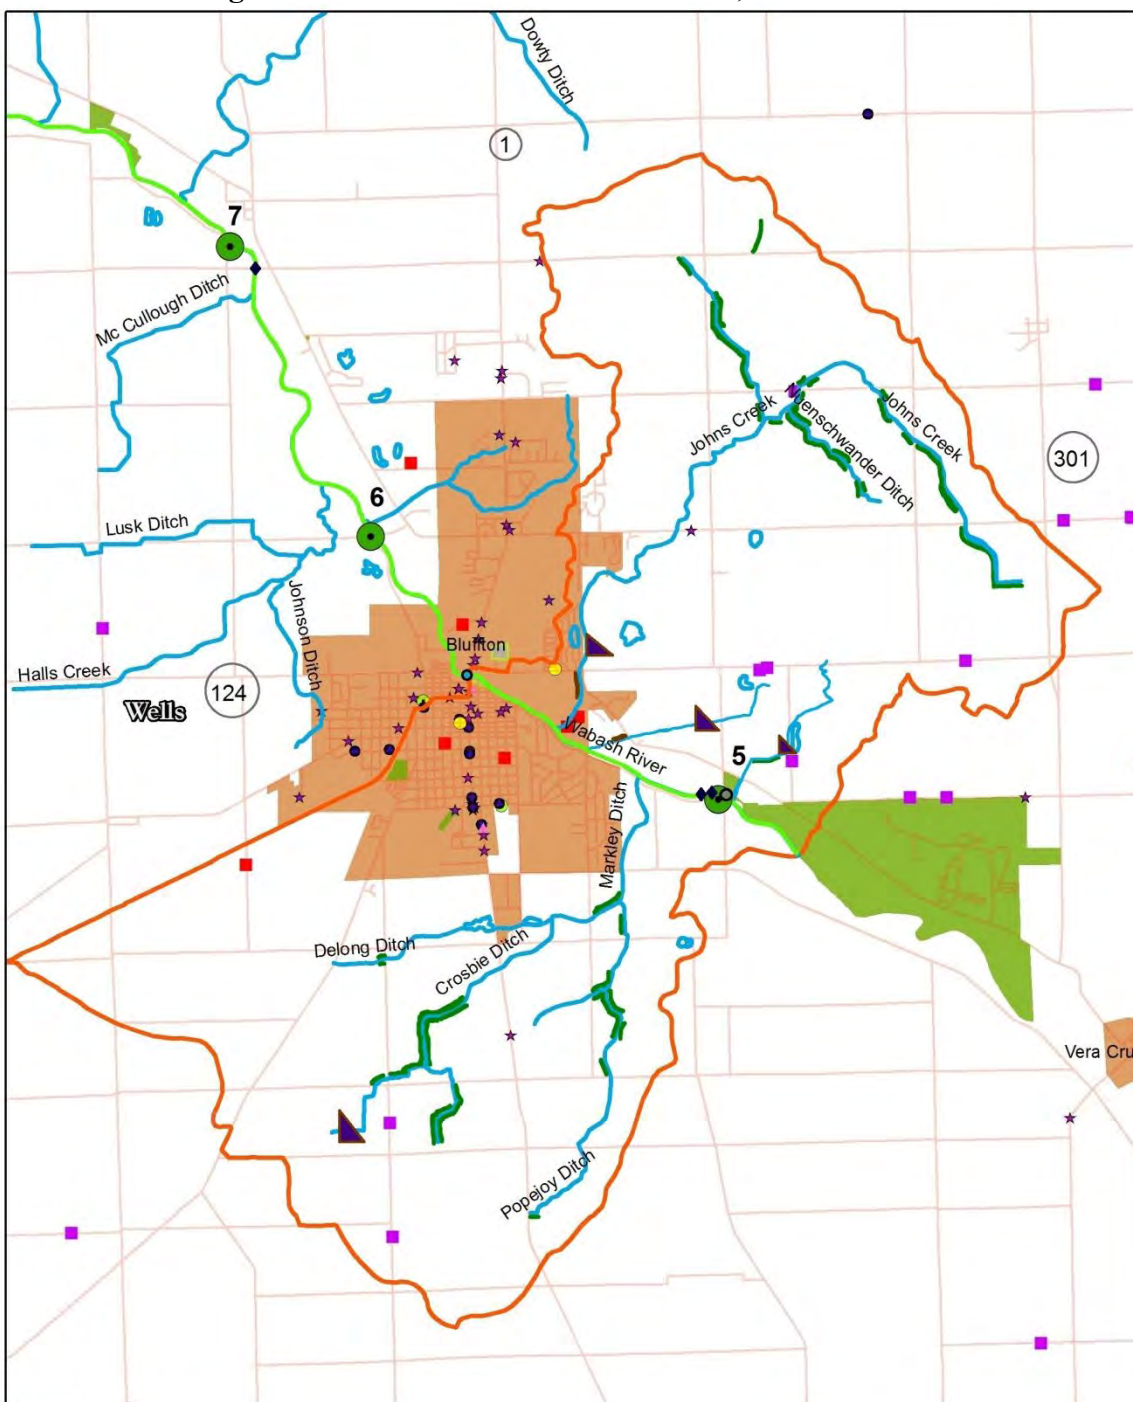 Dowty Ditch
1
7
Mc Cullough Ditch
Johns Creek
Nuenschwander Ditch
Johns Creek
301
6
Lusk Ditch
Johnson Ditch
Bluffton
Halls Creek
124
Wells
Wabash River
5
Markley Ditch
Delong Ditch
Crosbie Ditch
Vera Cru
Popejoy Ditch